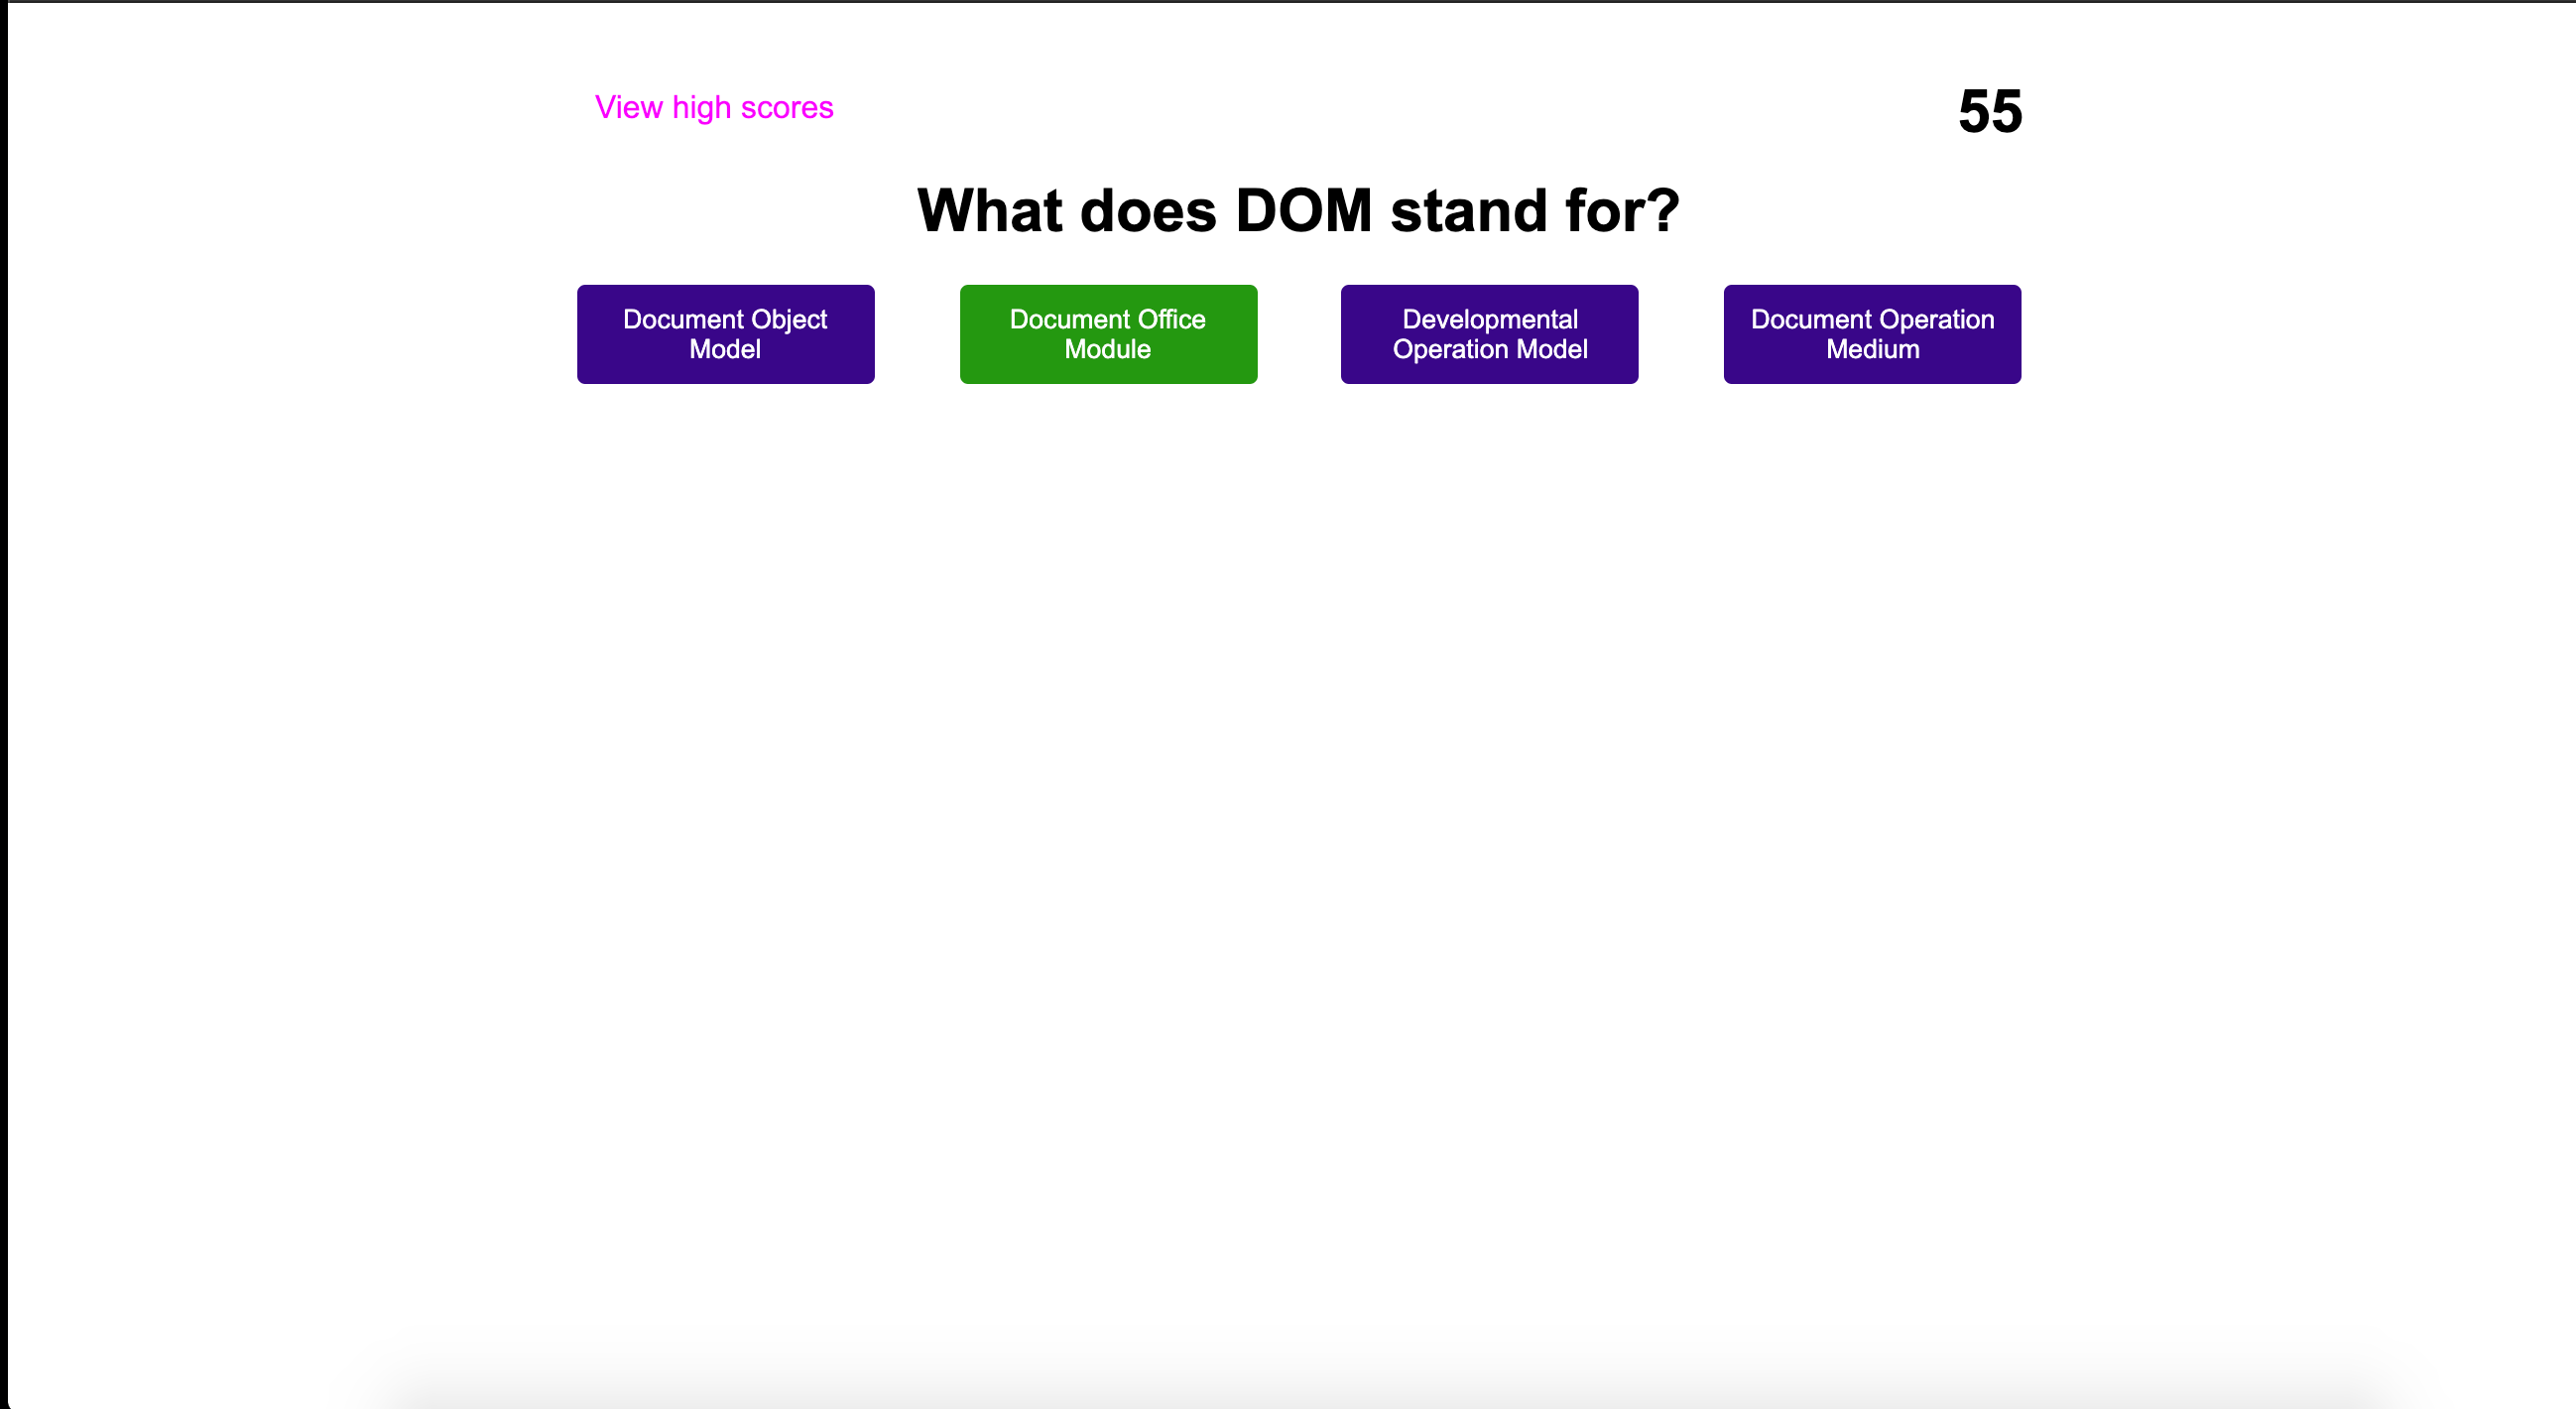 View high scores
55
What does DOM stand for?
Document Object
Model
Document Office
Module
Developmental
Operation Model
Document Operation
Medium